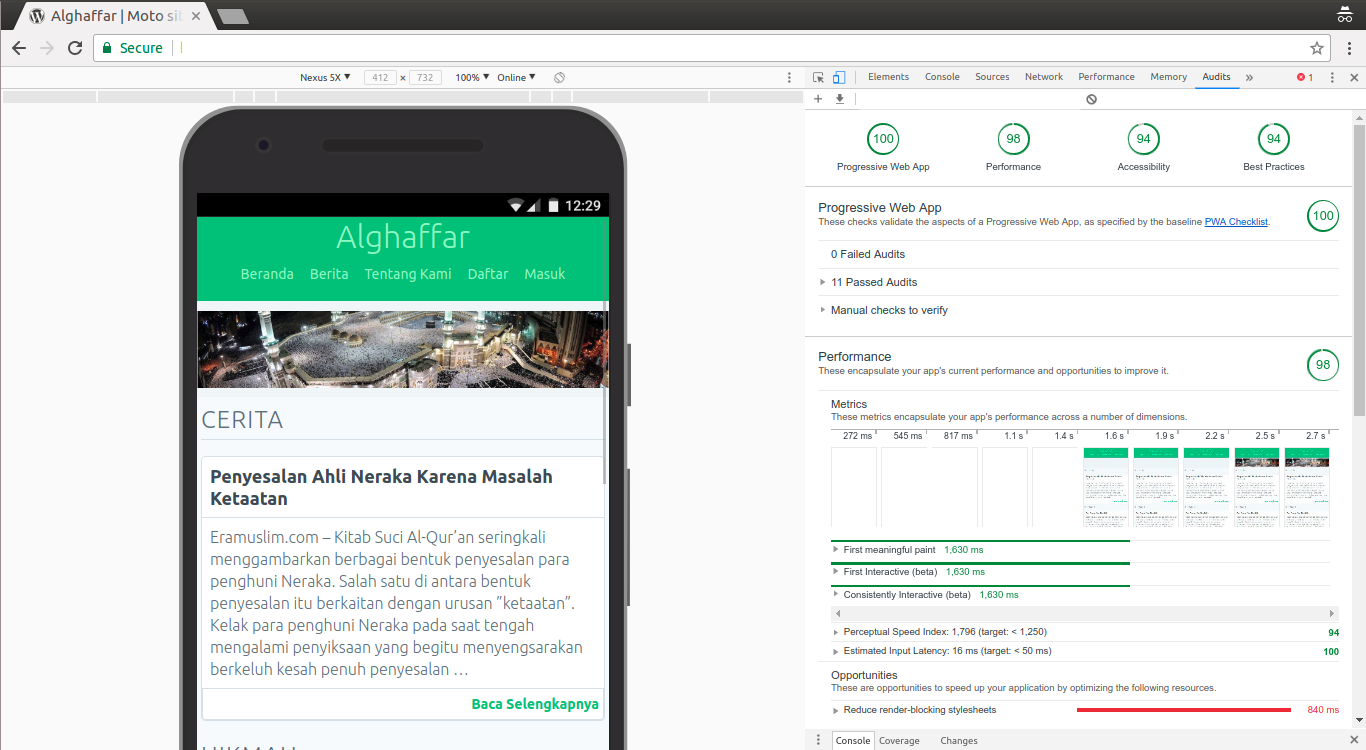 Alghaffar | Moto sit
Secure
Nexus 5X ▼ 412 × 732 100% ▼ Online ▼
Elements Console Sources Network Performance Memory Audits » 1
12:29
Alghaffar
Beranda Berita Tentang Kami Daftar Masuk
CERITA
Penyesalan Ahli Neraka Karena Masalah
Ketaatan
Eramuslim.com – Kitab Suci Al-Qur’an seringkali
menggambarkan berbagai bentuk penyesalan para
penghuni Neraka. Salah satu di antara bentuk
penyesalan itu berkaitan dengan urusan ”ketaatan”.
Kelak para penghuni Neraka pada saat tengah
mengalami penyiksaan yang begitu menyengsarakan
berkeluh kesah penuh penyesalan …
Baca Selengkapnya
100 98 94 94
Progressive Web App Performance Accessibility Best Practices
Progressive Web App 100
These checks validate the aspects of a Progressive Web App, as specified by the baseline PWA Checklist.
0 Failed Audits
11 Passed Audits
Manual checks to verify
Performance 98
These encapsulate your app's current performance and opportunities to improve it.
Metrics
These metrics encapsulate your app's performance across a number of dimensions.
272 ms 545 ms 817 ms 1.1 s 1.4 s 1.6 s 1.9 s 2.2 s 2.5 s 2.7 s
First meaningful paint 1,630 ms
First Interactive (beta) 1,630 ms
Consistently Interactive (beta) 1,630 ms
Perceptual Speed Index: 1,796 (target: < 1,250) 94
Estimated Input Latency: 16 ms (target: < 50 ms) 100
Opportunities
These are opportunities to speed up your application by optimizing the following resources.
Reduce render-blocking stylesheets 840 ms
Console Coverage Changes